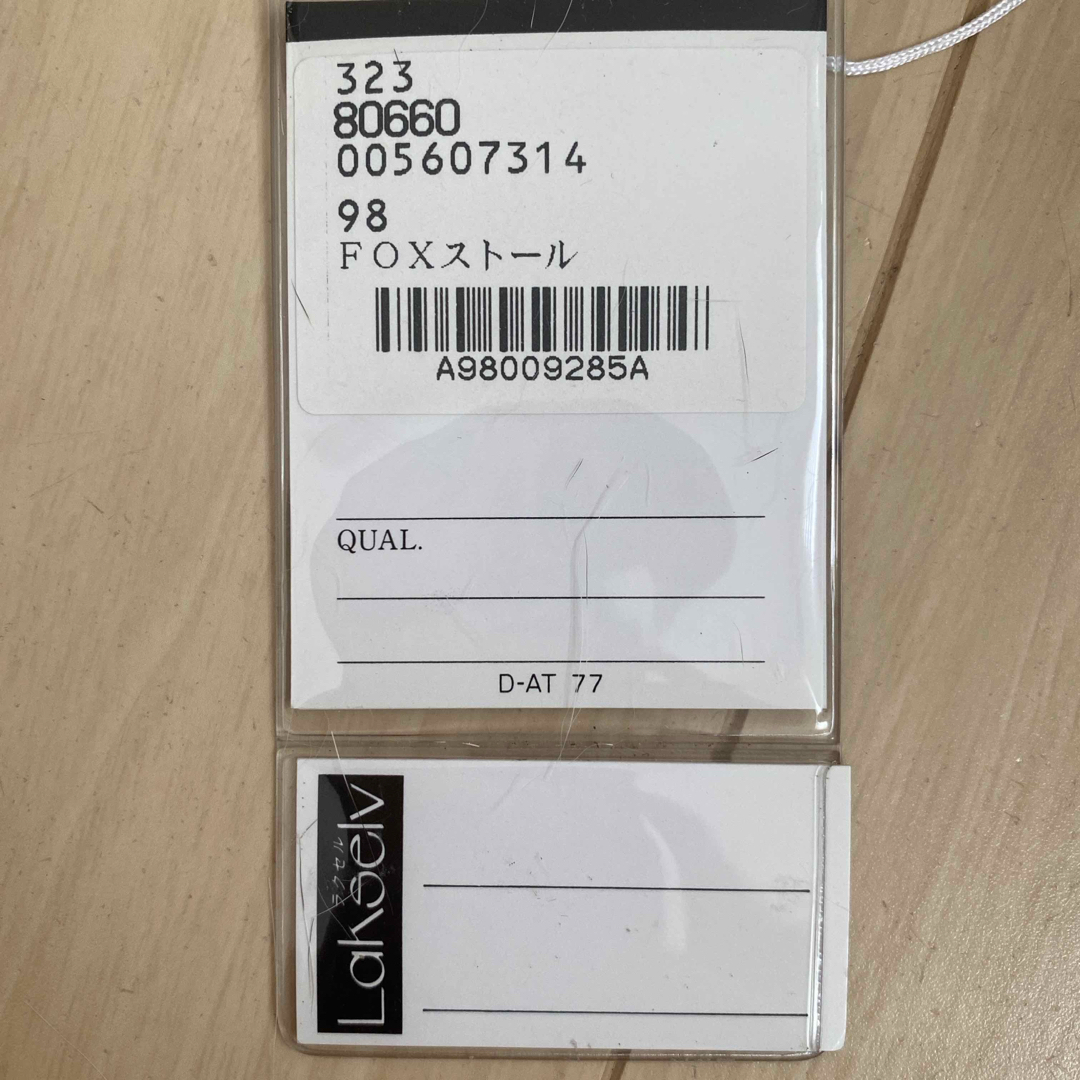 323
80660
005607314
98
FOXストール
A98009285A
QUAL.
D-AT 77
Lakselv
ラクセル